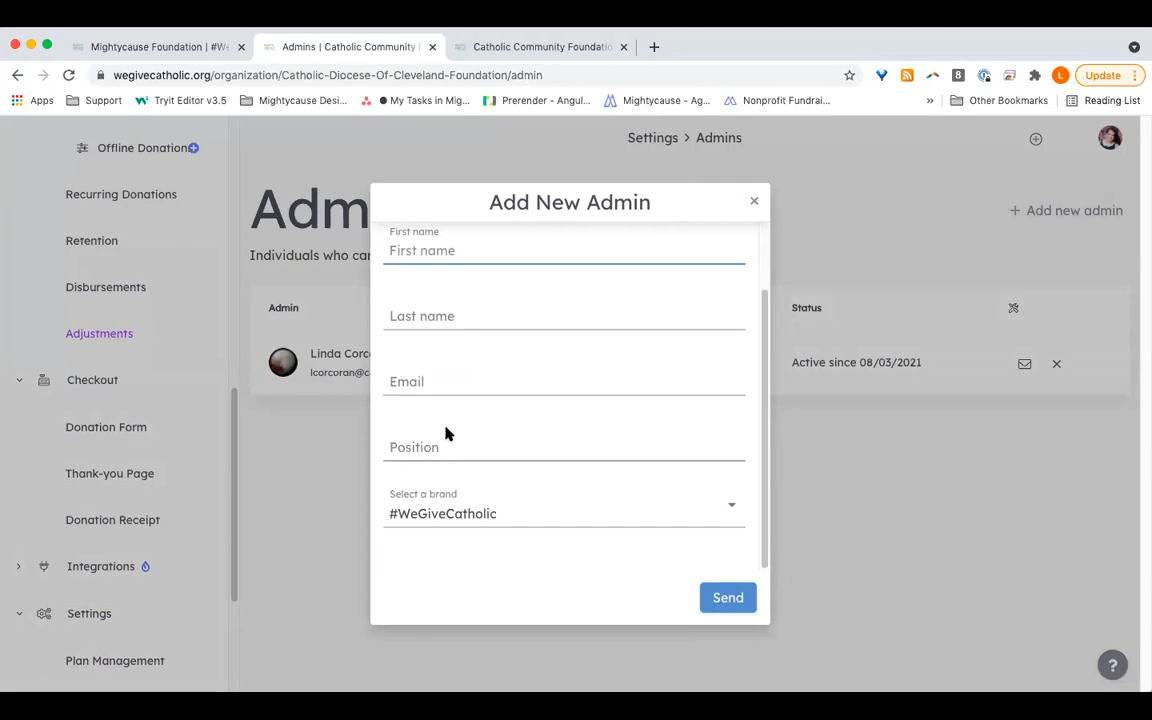 Mightycause Foundation | #We
Admins | Catholic Community
Catholic Community Foundatio
wegivecatholic.org/organization/Catholic-Diocese-Of-Cleveland-Foundation/admin
8
L
Update
Apps
Support
Tryit Editor v3.5
Mightycause Desi...
My Tasks in Mig...
Prerender - Angul...
Mightycause - Ag...
Nonprofit Fundrai...
»
Other Bookmarks
Reading List
Offline Donation
Settings > Admins
Recurring Donations
Retention
Disbursements
Adjustments
Checkout
Donation Form
Thank-you Page
Donation Receipt
Integrations
Settings
Plan Management
Adm
+ Add new admin
Individuals who can
Admin
Status
Linda Corc
lcorcoran@c
Active since 08/03/2021
Add New Admin
×
First name
First name
Last name
Email
Position
Select a brand
#WeGiveCatholic
Send
?